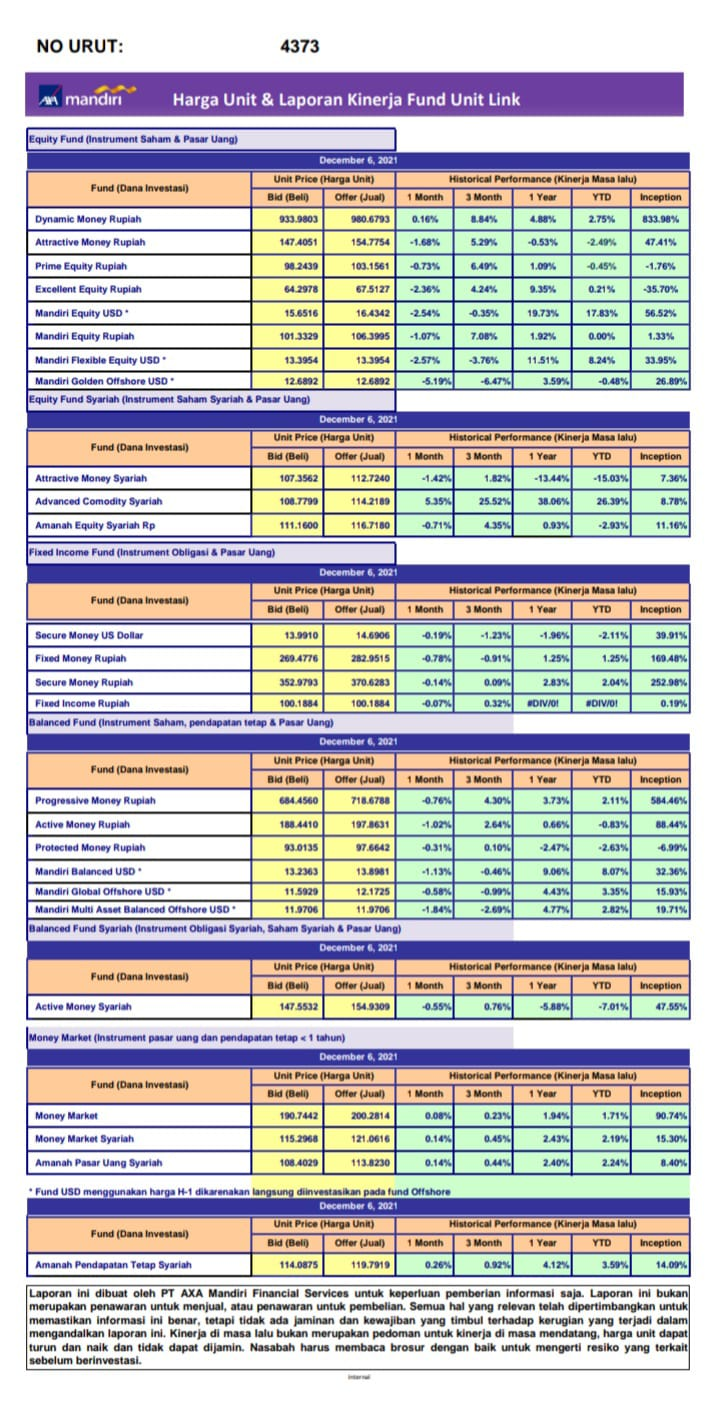 NO URUT: 4373
AXA mandiri Harga Unit & Laporan Kinerja Fund Unit Link
Equity Fund (Instrument Saham & Pasar Uang)
December 6, 2021
Fund (Dana Investasi) Unit Price (Harga Unit) Historical Performance (Kinerja Masa lalu)
Bid (Beli) Offer (Jual) 1 Month 3 Month 1 Year YTD Inception
Dynamic Money Rupiah 933.9803 980.6793 0.16% 8.84% 4.88% 2.75% 833.98%
Attractive Money Rupiah 147.4051 154.7754 -1.68% 5.29% -0.53% -2.49% 47.41%
Prime Equity Rupiah 98.2439 103.1561 -0.73% 6.49% 1.09% -0.45% -1.76%
Excellent Equity Rupiah 64.2978 67.5127 -2.36% 4.24% 9.35% 0.21% -35.70%
Mandiri Equity USD * 15.6516 16.4342 -2.54% -0.35% 19.73% 17.83% 56.52%
Mandiri Equity Rupiah 101.3329 106.3995 -1.07% 7.08% 1.92% 0.00% 1.33%
Mandiri Flexible Equity USD * 13.3954 13.3954 -2.57% -3.76% 11.51% 8.24% 33.95%
Mandiri Golden Offshore USD * 12.6892 12.6892 -5.19% -6.47% 3.59% -0.48% 26.89%
Equity Fund Syariah (Instrument Saham Syariah & Pasar Uang)
December 6, 2021
Fund (Dana Investasi) Unit Price (Harga Unit) Historical Performance (Kinerja Masa lalu)
Bid (Beli) Offer (Jual) 1 Month 3 Month 1 Year YTD Inception
Attractive Money Syariah 107.3562 112.7240 -1.42% 1.82% -13.44% -15.03% 7.36%
Advanced Comodity Syariah 108.7799 114.2189 5.35% 25.52% 38.06% 26.39% 8.78%
Amanah Equity Syariah Rp 111.1600 116.7180 -0.71% 4.35% 0.93% -2.93% 11.16%
Fixed Income Fund (Instrument Obligasi & Pasar Uang)
December 6, 2021
Fund (Dana Investasi) Unit Price (Harga Unit) Historical Performance (Kinerja Masa lalu)
Bid (Beli) Offer (Jual) 1 Month 3 Month 1 Year YTD Inception
Secure Money US Dollar 13.9910 14.6906 -0.19% -1.23% -1.96% -2.11% 39.91%
Fixed Money Rupiah 269.4776 282.9515 -0.78% -0.91% 1.25% 1.25% 169.48%
Secure Money Rupiah 352.9793 370.6283 -0.14% 0.09% 2.83% 2.04% 252.98%
Fixed Income Rupiah 100.1884 100.1884 -0.07% 0.32% #DIV/0! #DIV/0! 0.19%
Balanced Fund (Instrument Saham, pendapatan tetap & Pasar Uang)
December 6, 2021
Fund (Dana Investasi) Unit Price (Harga Unit) Historical Performance (Kinerja Masa lalu)
Bid (Beli) Offer (Jual) 1 Month 3 Month 1 Year YTD Inception
Progressive Money Rupiah 684.4560 718.6788 -0.76% 4.30% 3.73% 2.11% 584.46%
Active Money Rupiah 188.4410 197.8631 -1.02% 2.64% 0.66% -0.83% 88.44%
Protected Money Rupiah 93.0135 97.6642 -0.31% 0.10% -2.47% -2.63% -6.99%
Mandiri Balanced USD * 13.2363 13.8981 -1.13% -0.46% 9.06% 8.07% 32.36%
Mandiri Global Offshore USD * 11.5929 12.1725 -0.58% -0.99% 4.43% 3.35% 15.93%
Mandiri Multi Asset Balanced Offshore USD * 11.9706 11.9706 -1.84% -2.69% 4.77% 2.82% 19.71%
Balanced Fund Syariah (Instrument Obligasi Syariah, Saham Syariah & Pasar Uang)
December 6, 2021
Fund (Dana Investasi) Unit Price (Harga Unit) Historical Performance (Kinerja Masa lalu)
Bid (Beli) Offer (Jual) 1 Month 3 Month 1 Year YTD Inception
Active Money Syariah 147.5532 154.9309 -0.55% 0.76% -5.88% -7.01% 47.55%
Money Market (Instrument pasar uang dan pendapatan tetap < 1 tahun)
December 6, 2021
Fund (Dana Investasi) Unit Price (Harga Unit) Historical Performance (Kinerja Masa lalu)
Bid (Beli) Offer (Jual) 1 Month 3 Month 1 Year YTD Inception
Money Market 190.7442 200.2814 0.08% 0.23% 1.94% 1.71% 90.74%
Money Market Syariah 115.2968 121.0616 0.14% 0.45% 2.43% 2.19% 15.30%
Amanah Pasar Uang Syariah 108.4029 113.8230 0.14% 0.44% 2.40% 2.24% 8.40%
* Fund USD menggunakan harga H-1 dikarenakan langsung diinvestasikan pada fund Offshore
December 6, 2021
Fund (Dana Investasi) Unit Price (Harga Unit) Historical Performance (Kinerja Masa lalu)
Bid (Beli) Offer (Jual) 1 Month 3 Month 1 Year YTD Inception
Amanah Pendapatan Tetap Syariah 114.0875 119.7919 0.26% 0.92% 4.12% 3.59% 14.09%
Laporan ini dibuat oleh PT AXA Mandiri Financial Services untuk keperluan pemberian informasi saja. Laporan ini bukan
merupakan penawaran untuk menjual, atau penawaran untuk pembelian. Semua hal yang relevan telah dipertimbangkan untuk
memastikan informasi ini benar, tetapi tidak ada jaminan dan kewajiban yang timbul terhadap kerugian yang terjadi dalam
mengandalkan laporan ini. Kinerja di masa lalu bukan merupakan pedoman untuk kinerja di masa mendatang, harga unit dapat
turun dan naik dan tidak dapat dijamin. Nasabah harus membaca brosur dengan baik untuk mengerti resiko yang terkait
sebelum berinvestasi.
Internal